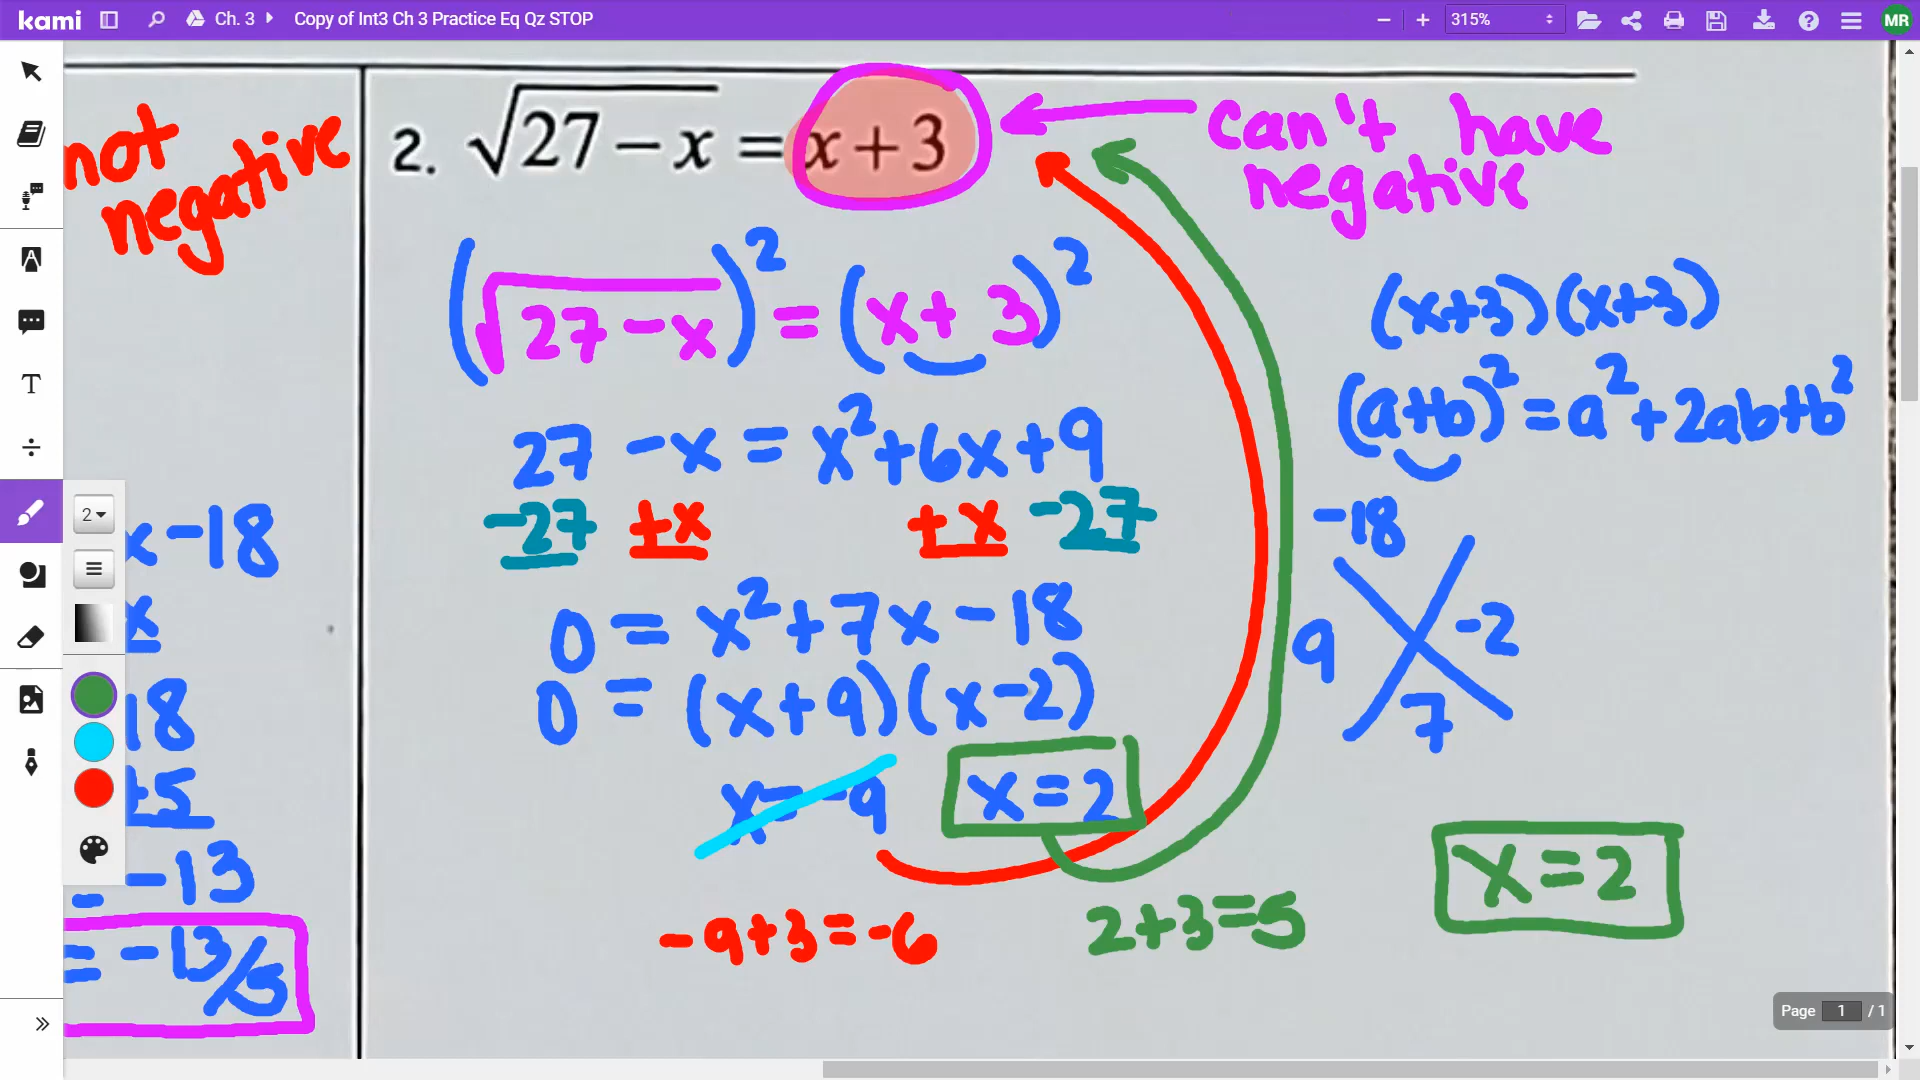 kami Ch. 3 Copy of Int3 Ch 3 Practice Eq Qz STOP 315% MR
not
negative
2. √27 − x = x + 3
can't have
negative
(√27 − x)² = (x + 3)²
(x+3)(x+3)
(a+b)² = a² + 2ab + b²
27 − x = x² + 6x + 9
−27 +x +x −27
−18
9 −2
7
0 = x² + 7x − 18
0 = (x+9)(x−2)
x = −9 x = 2
−9+3=−6
2+3=5
x = 2
x −18
x
18
+5
= −13
= −13/5
2
T
Page 1 / 1